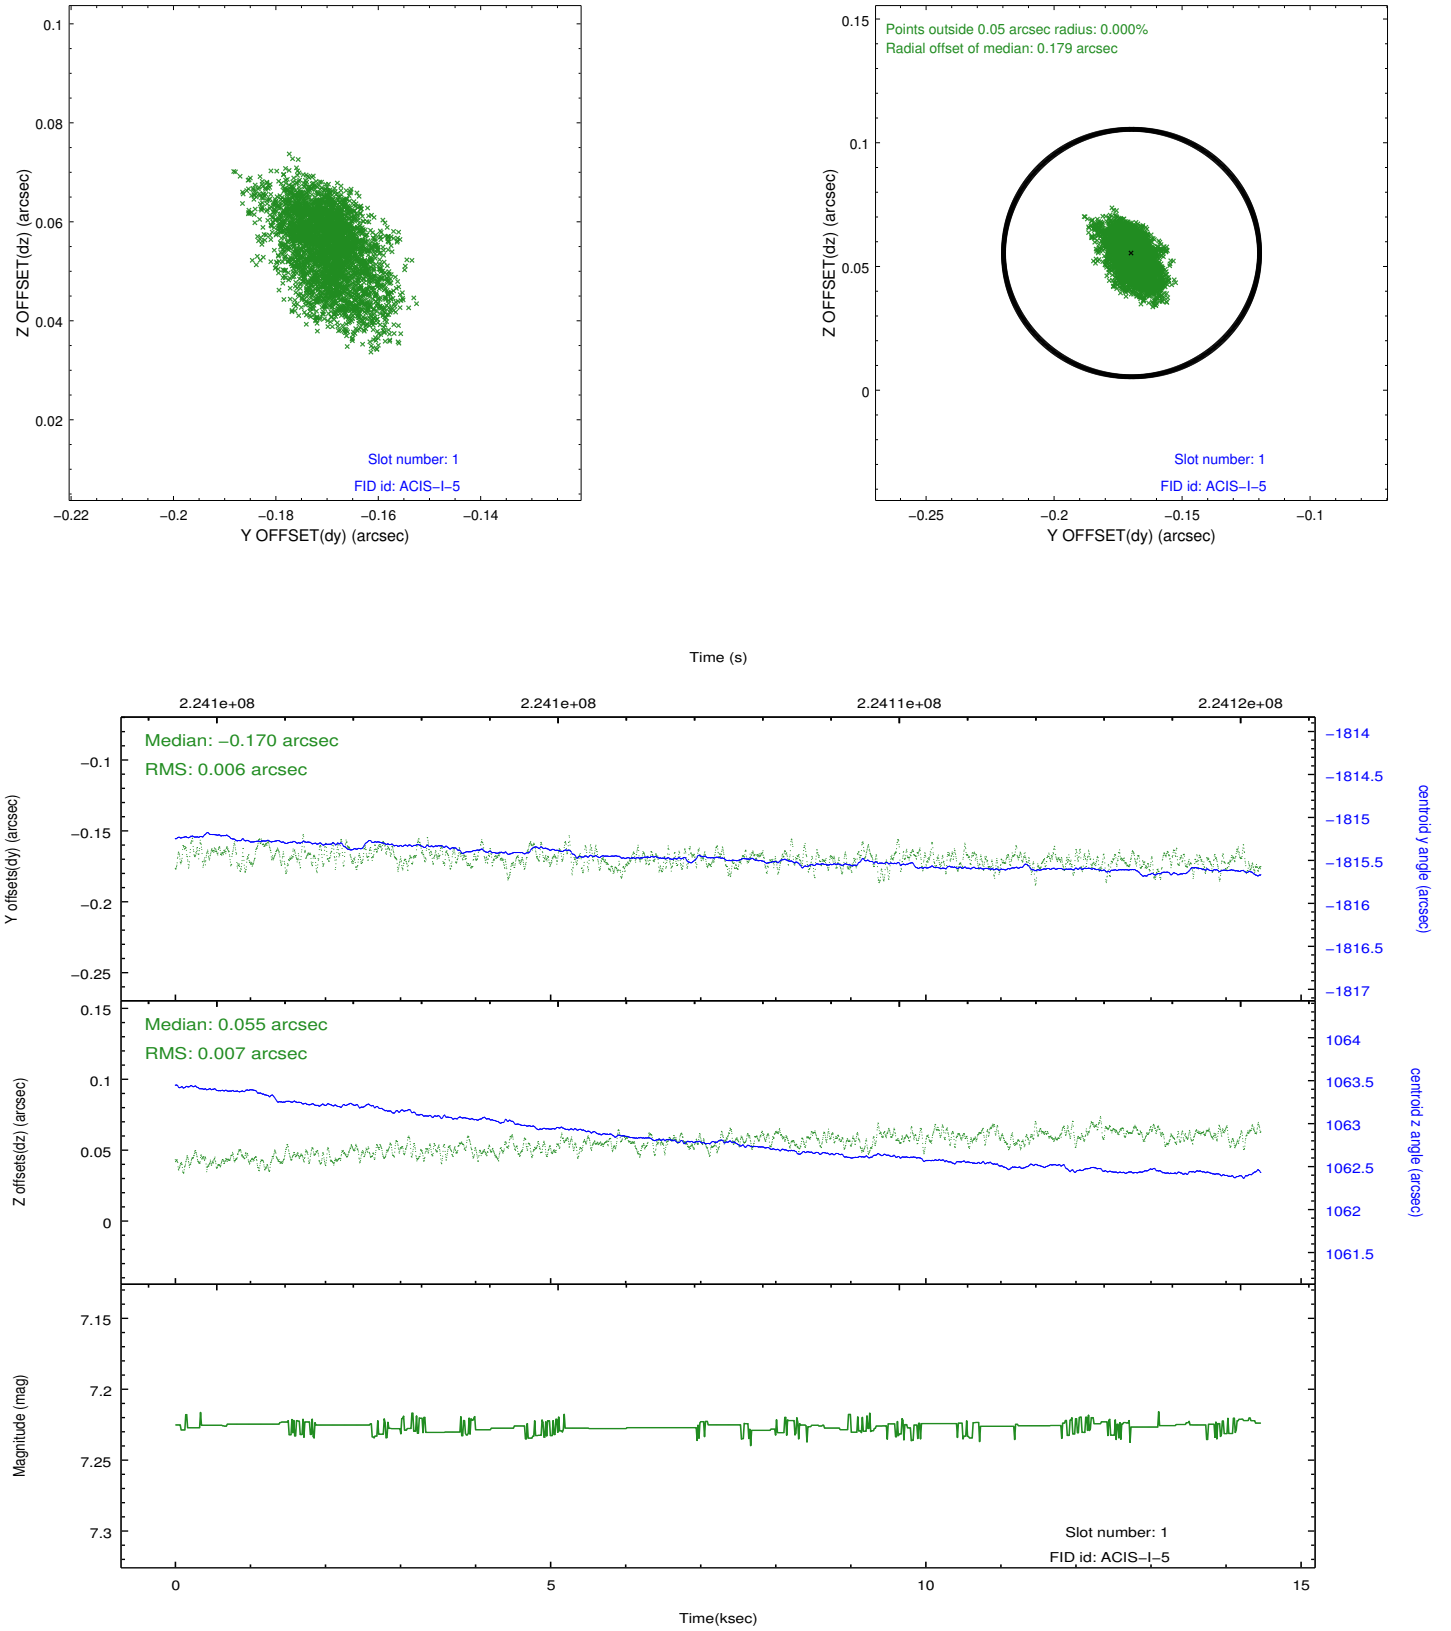 0.1
0.08
0.06
0.04
0.02
Z OFFSET(dz) (arcsec)
Slot number: 1
FID id: ACIS−I−5
−0.22
−0.2
−0.18
−0.16
−0.14
Y OFFSET(dy) (arcsec)
0.15
0.1
0.05
0
Z OFFSET(dz) (arcsec)
Points outside 0.05 arcsec radius: 0.000%
Radial offset of median: 0.179 arcsec
Slot number: 1
FID id: ACIS−I−5
−0.25
−0.2
−0.15
−0.1
Y OFFSET(dy) (arcsec)
Time (s)
2.241e+08
2.241e+08
2.2411e+08
2.2412e+08
Median: −0.170 arcsec
RMS: 0.006 arcsec
−0.1
−0.15
−0.2
−0.25
Y offsets(dy) (arcsec)
−1814
−1814.5
−1815
−1815.5
−1816
−1816.5
−1817
centroid y angle (arcsec)
Median: 0.055 arcsec
RMS: 0.007 arcsec
0.15
0.1
0.05
0
Z offsets(dz) (arcsec)
1064
1063.5
1063
1062.5
1062
1061.5
centroid z angle (arcsec)
7.15
7.2
7.25
7.3
Magnitude (mag)
Slot number: 1
FID id: ACIS−I−5
0
5
10
15
Time(ksec)